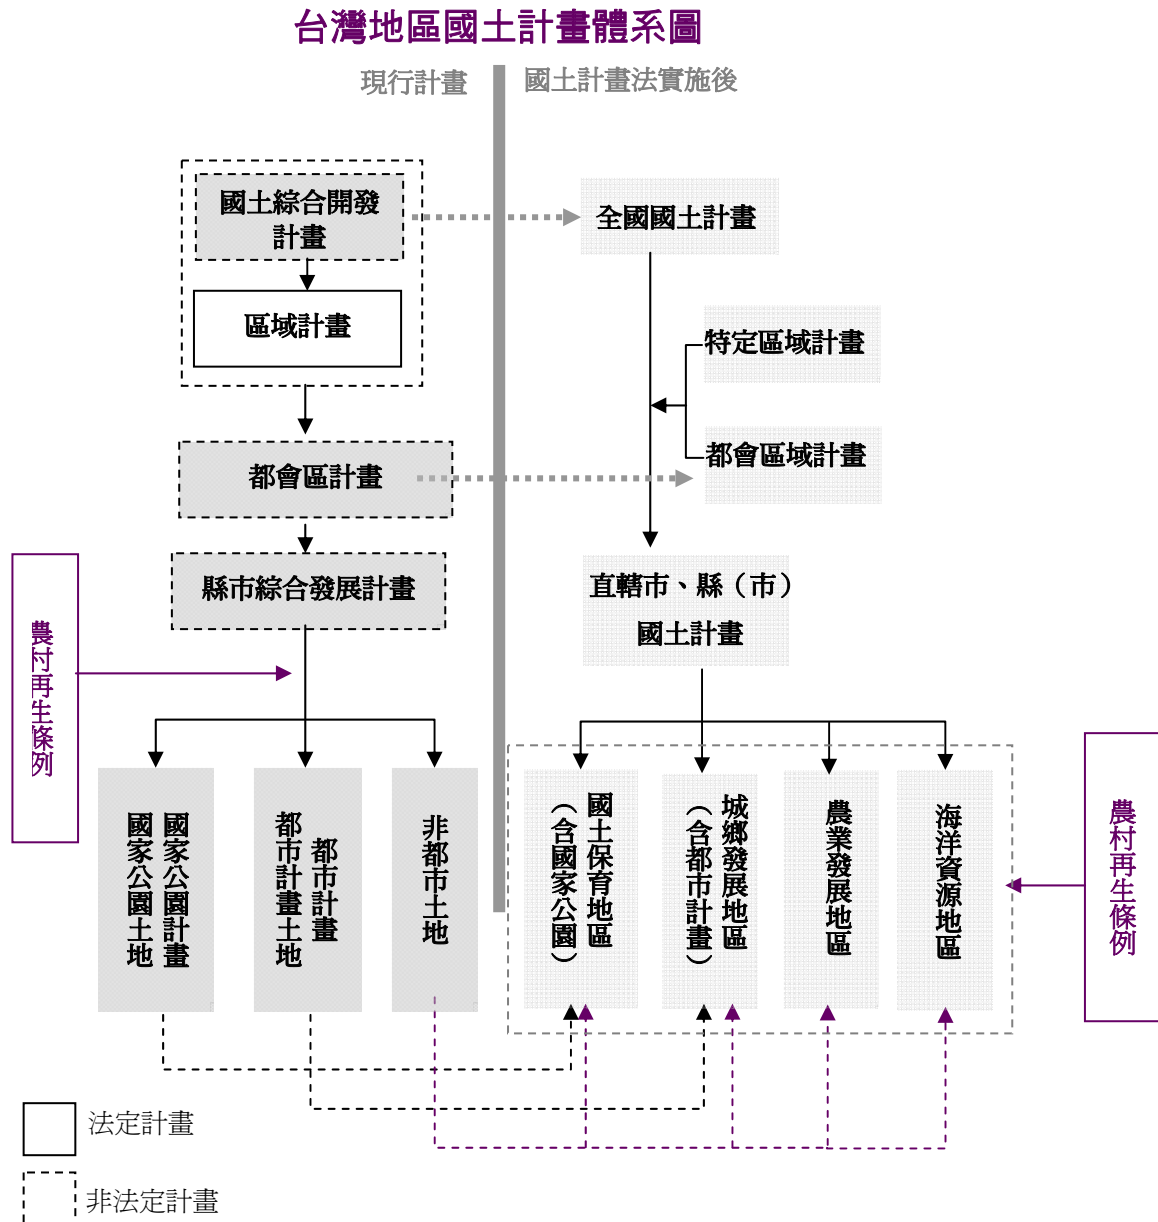 台灣地區國土計畫體系圖
現行計畫
國土計畫法實施後
國土綜合開發
計畫
區域計畫
都會區計畫
縣市綜合發展計畫
農村再生條例
國家公園計畫
國家公園土地
都市計畫
都市計畫土地
非都市土地
全國國土計畫
特定區域計畫
都會區域計畫
直轄市、縣（市）
國土計畫
國土保育地區
（含國家公園）
城鄉發展地區
（含都市計畫）
農業發展地區
海洋資源地區
農村再生條例
法定計畫
非法定計畫